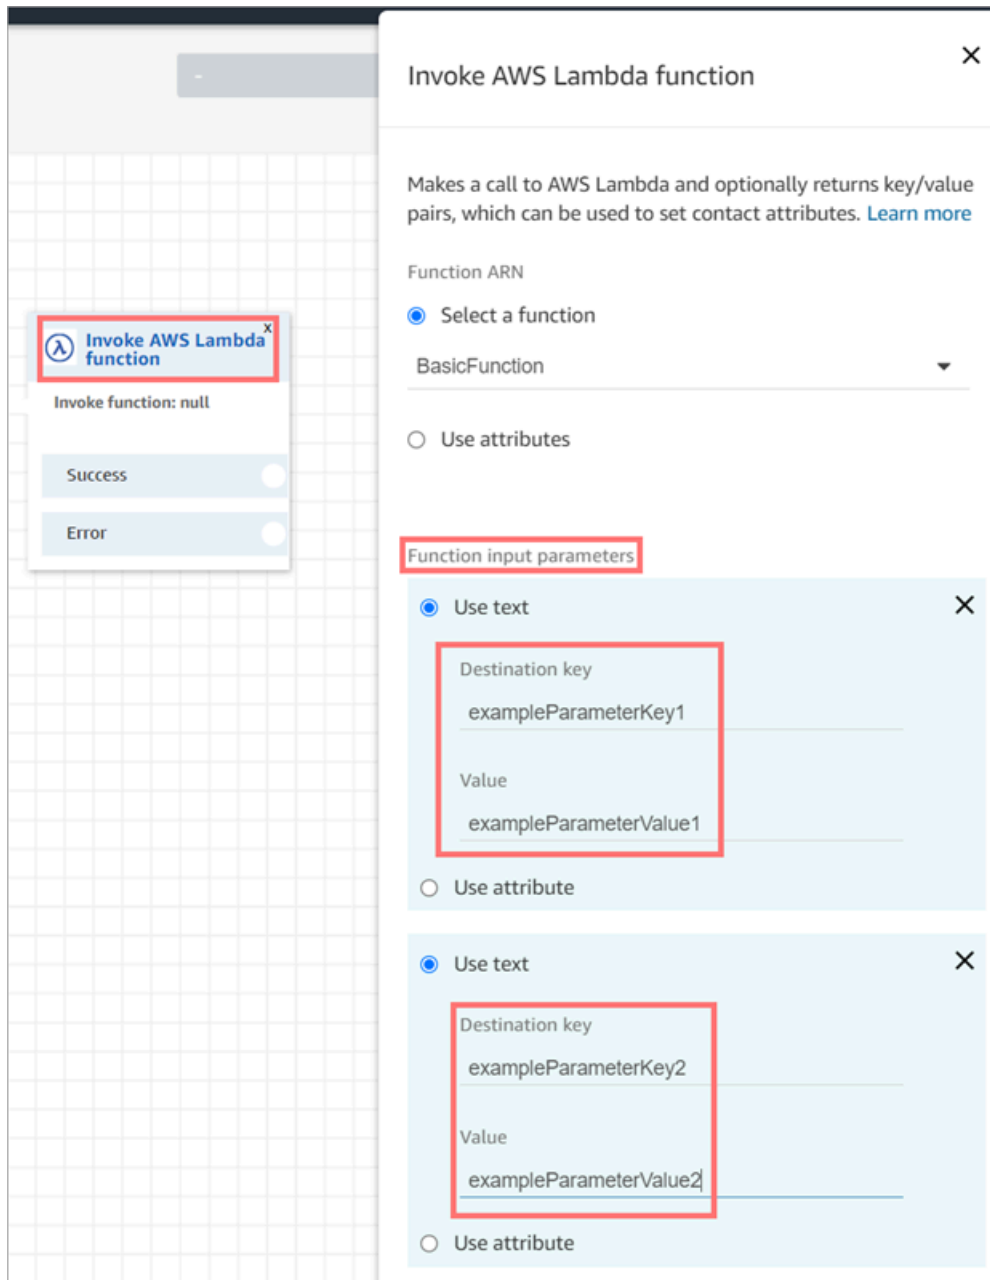 -
Invoke AWS Lambda function
Makes a call to AWS Lambda and optionally returns key/value
pairs, which can be used to set contact attributes. Learn more
Function ARN
Select a function
BasicFunction
Use attributes
Invoke AWS Lambda
function
x
Invoke function: null
Success
Error
Function input parameters
Use text
Destination key
exampleParameterKey1
Value
exampleParameterValue1
Use attribute
Use text
Destination key
exampleParameterKey2
Value
exampleParameterValue2
Use attribute